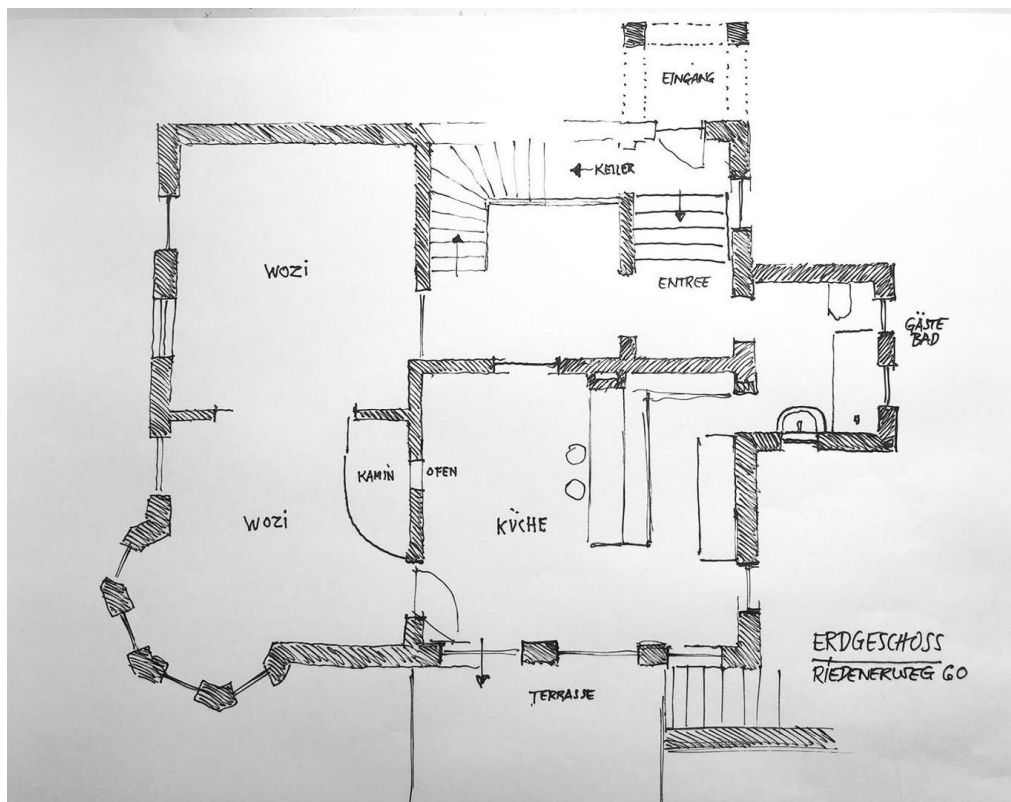 EINGANG
← KELLER
WOZI
ENTREE
GÄSTE
BAD
KAMIN
OFEN
WOZI
KÜCHE
ERDGESCHOSS
RIEDENERWEG 60
TERRASSE